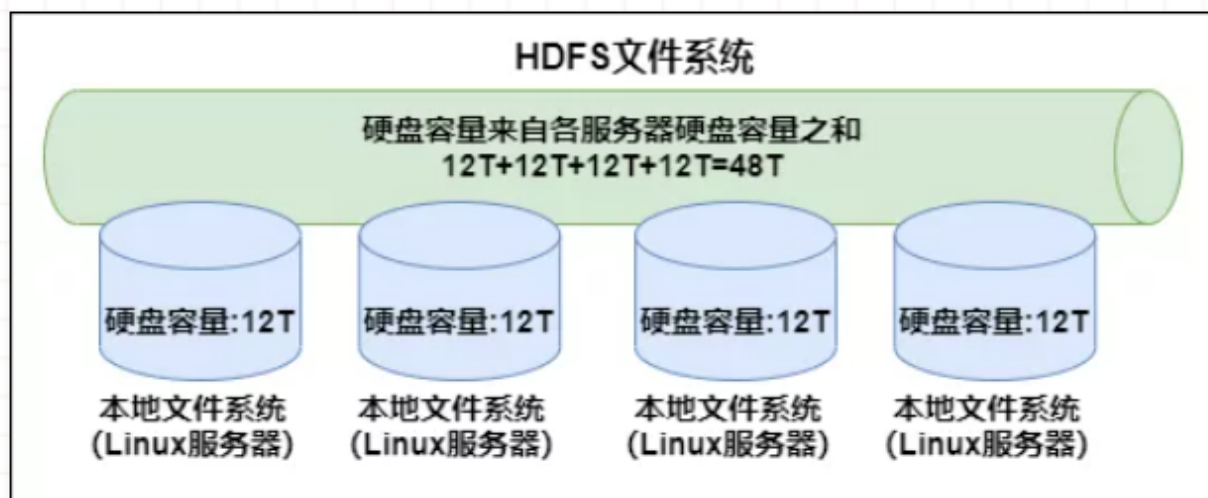 HDFS文件系统
硬盘容量来自各服务器硬盘容量之和
12T+12T+12T+12T=48T
硬盘容量:12T
硬盘容量:12T
硬盘容量:12T
硬盘容量:12T
本地文件系统
(Linux服务器)
本地文件系统
(Linux服务器)
本地文件系统
(Linux服务器)
本地文件系统
(Linux服务器)